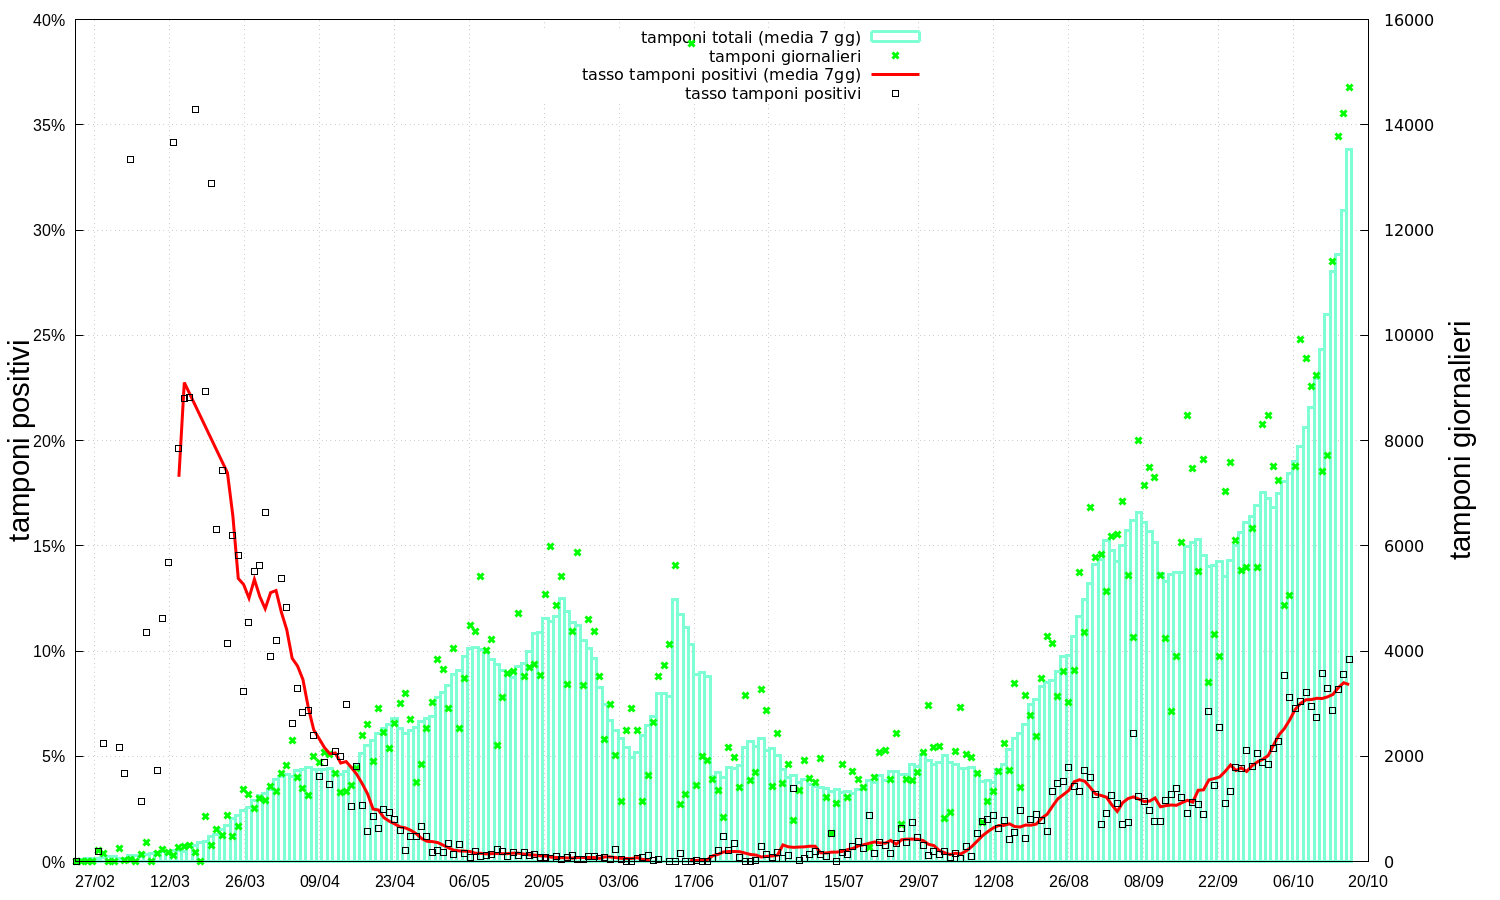 40%
35%
30%
25%
20%
15%
10%
5%
0%
tamponi positivi
tamponi totali (media 7 gg)
tamponi giornalieri
tasso tamponi positivi (media 7gg)
tasso tamponi positivi
16000
14000
12000
10000
8000
6000
4000
2000
0
tamponi giornalieri
27/02 12/03 26/03 09/04 23/04 06/05 20/05 03/06 17/06 01/07 15/07 29/07 12/08 26/08 08/09 22/09 06/10 20/10